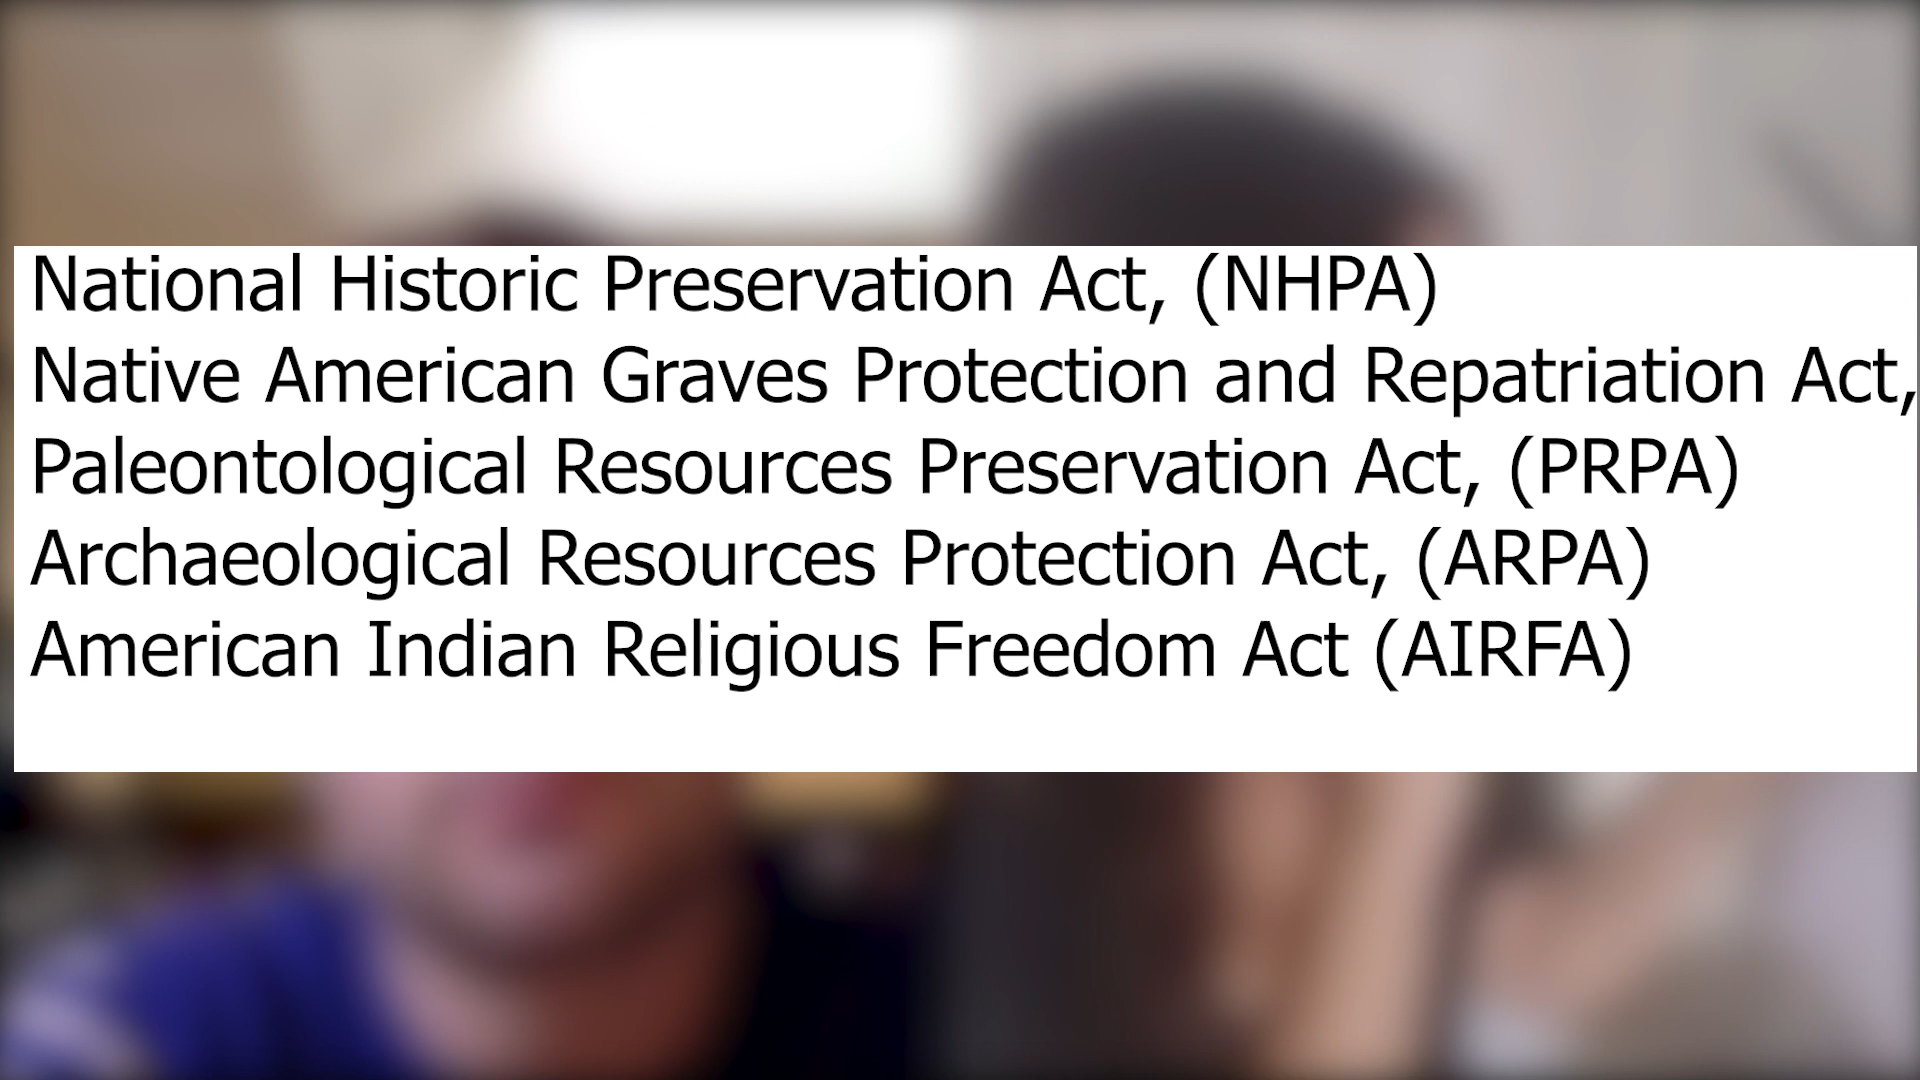 National Historic Preservation Act, (NHPA)
Native American Graves Protection and Repatriation Act,
Paleontological Resources Preservation Act, (PRPA)
Archaeological Resources Protection Act, (ARPA)
American Indian Religious Freedom Act (AIRFA)